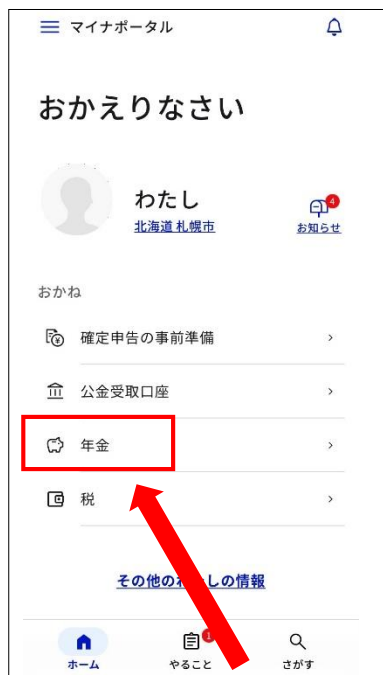 マイナポータル
おかえりなさい
わたし
北海道札幌市
4
お知らせ
おかね
確定申告の事前準備
公金受取口座
年金
税
その他のわたしの情報
1
ホーム やること さがす